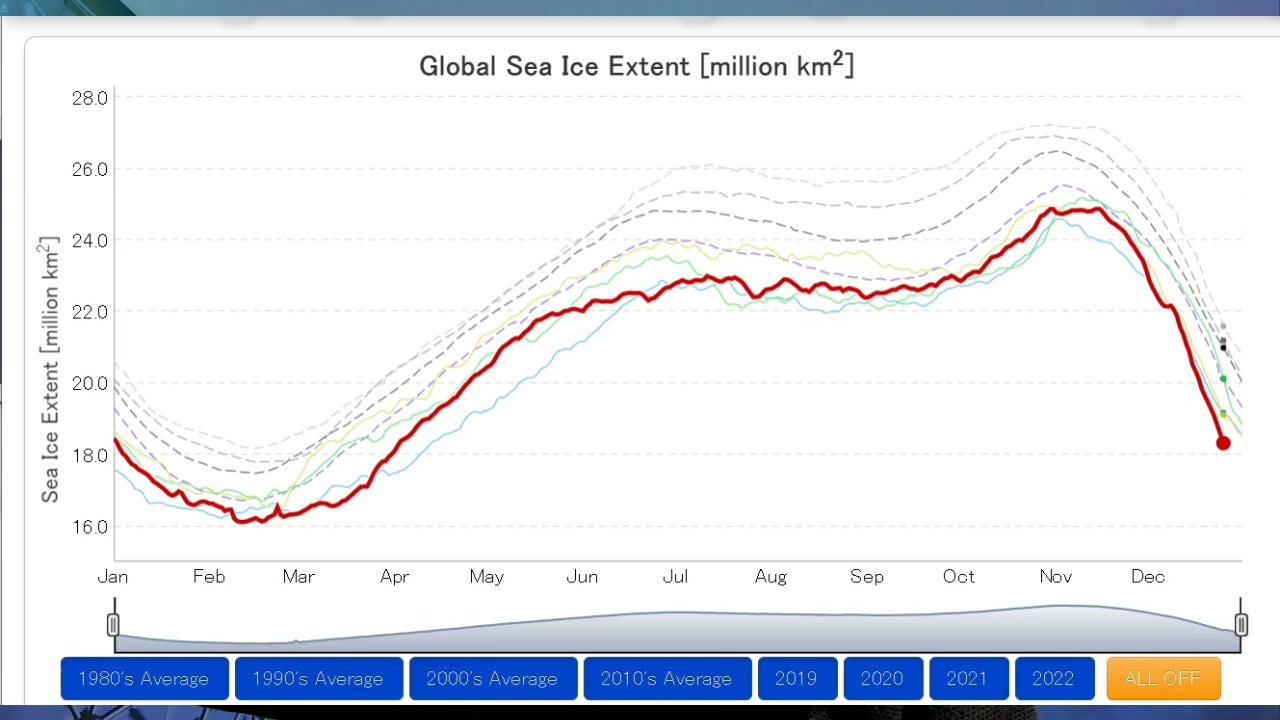 Global Sea Ice Extent [million km²]
28.0
26.0
24.0
22.0
20.0
18.0
16.0
Sea Ice Extent [million km²]
Jan Feb Mar Apr May Jun Jul Aug Sep Oct Nov Dec
1980's Average 1990's Average 2000's Average 2010's Average 2019 2020 2021 2022 ALL OFF